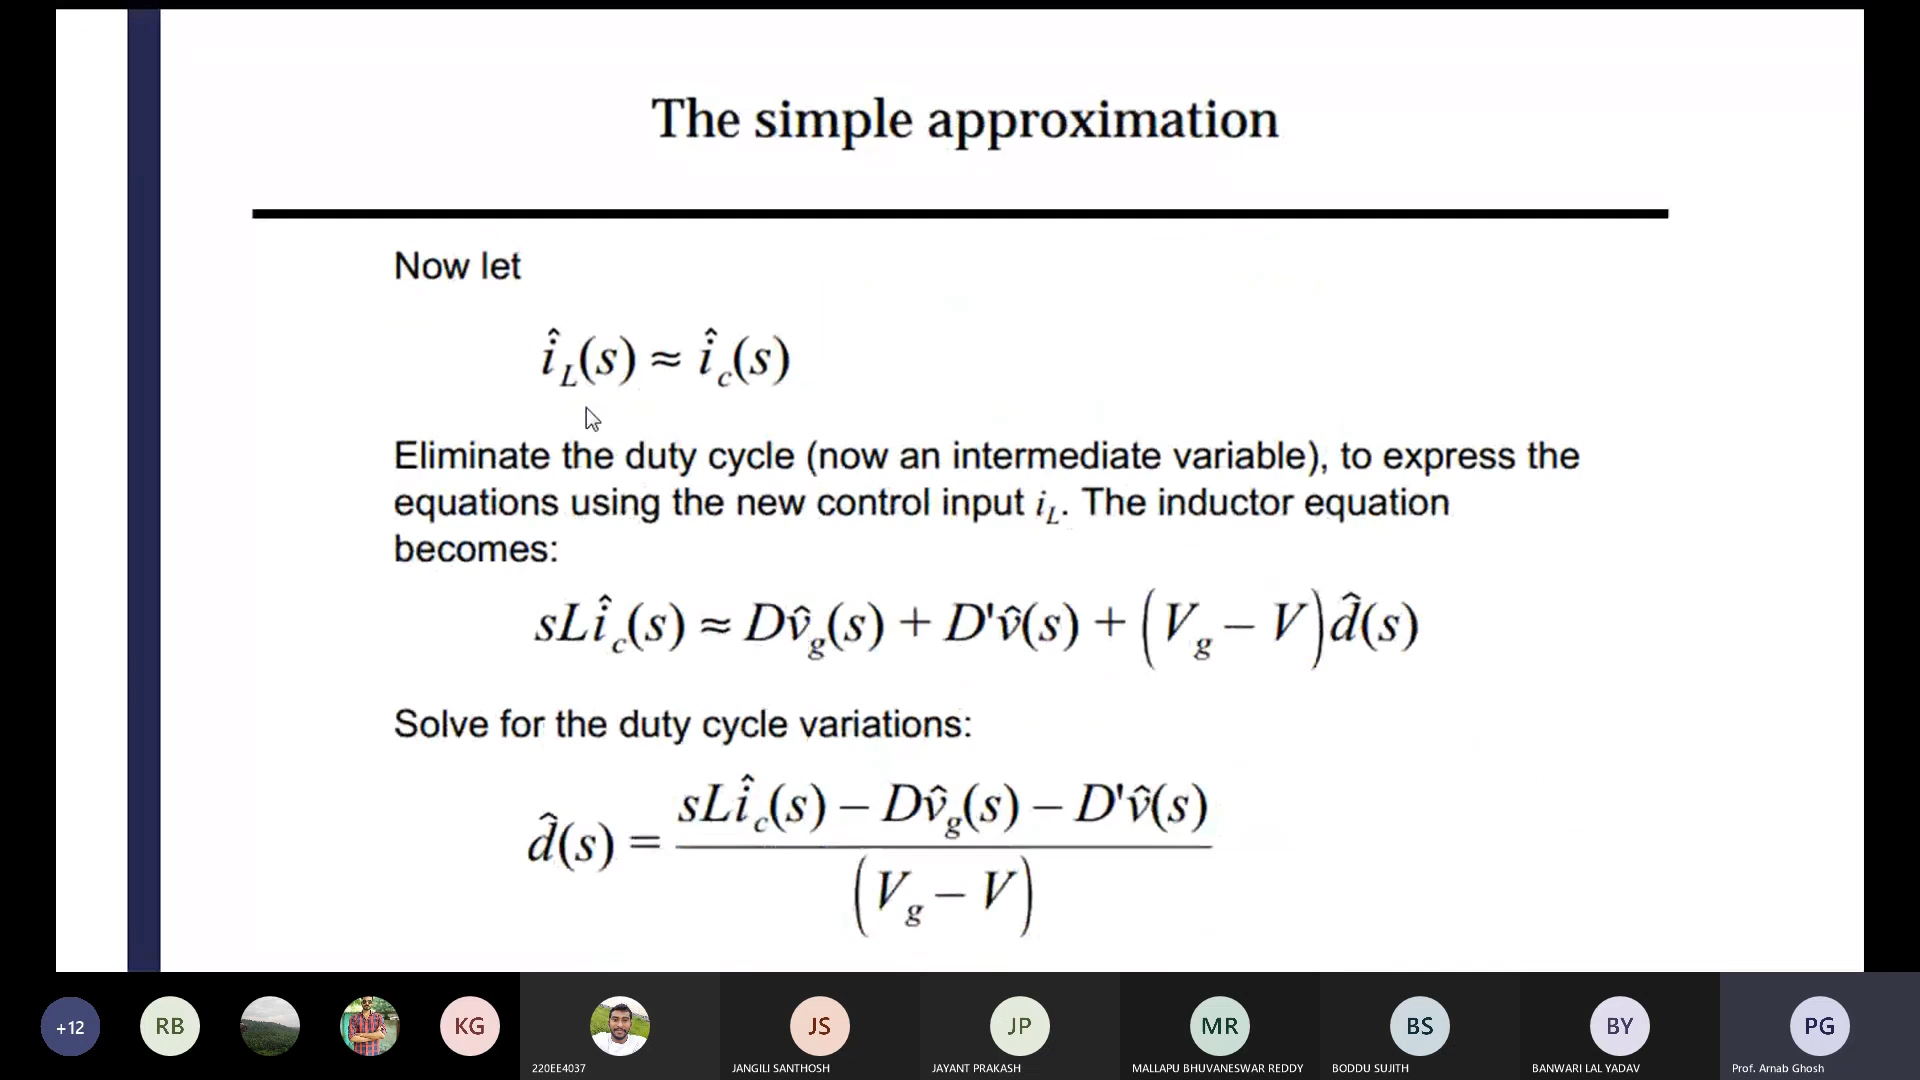 The simple approximation
Now let
î_L(s) ≈ î_c(s)
Eliminate the duty cycle (now an intermediate variable), to express the
equations using the new control input i_L. The inductor equation
becomes:
sLî_c(s) ≈ Dv̂_g(s) + D'v̂(s) + (V_g − V)d̂(s)
Solve for the duty cycle variations:
d̂(s) = (sLî_c(s) − Dv̂_g(s) − D'v̂(s)) / (V_g − V)
+12
RB
KG
JS
JP
MR
BS
BY
PG
220EE4037
JANGILI SANTHOSH
JAYANT PRAKASH
MALLAPU BHUVANESWAR REDDY
BODDU SUJITH
BANWARI LAL YADAV
Prof. Arnab Ghosh